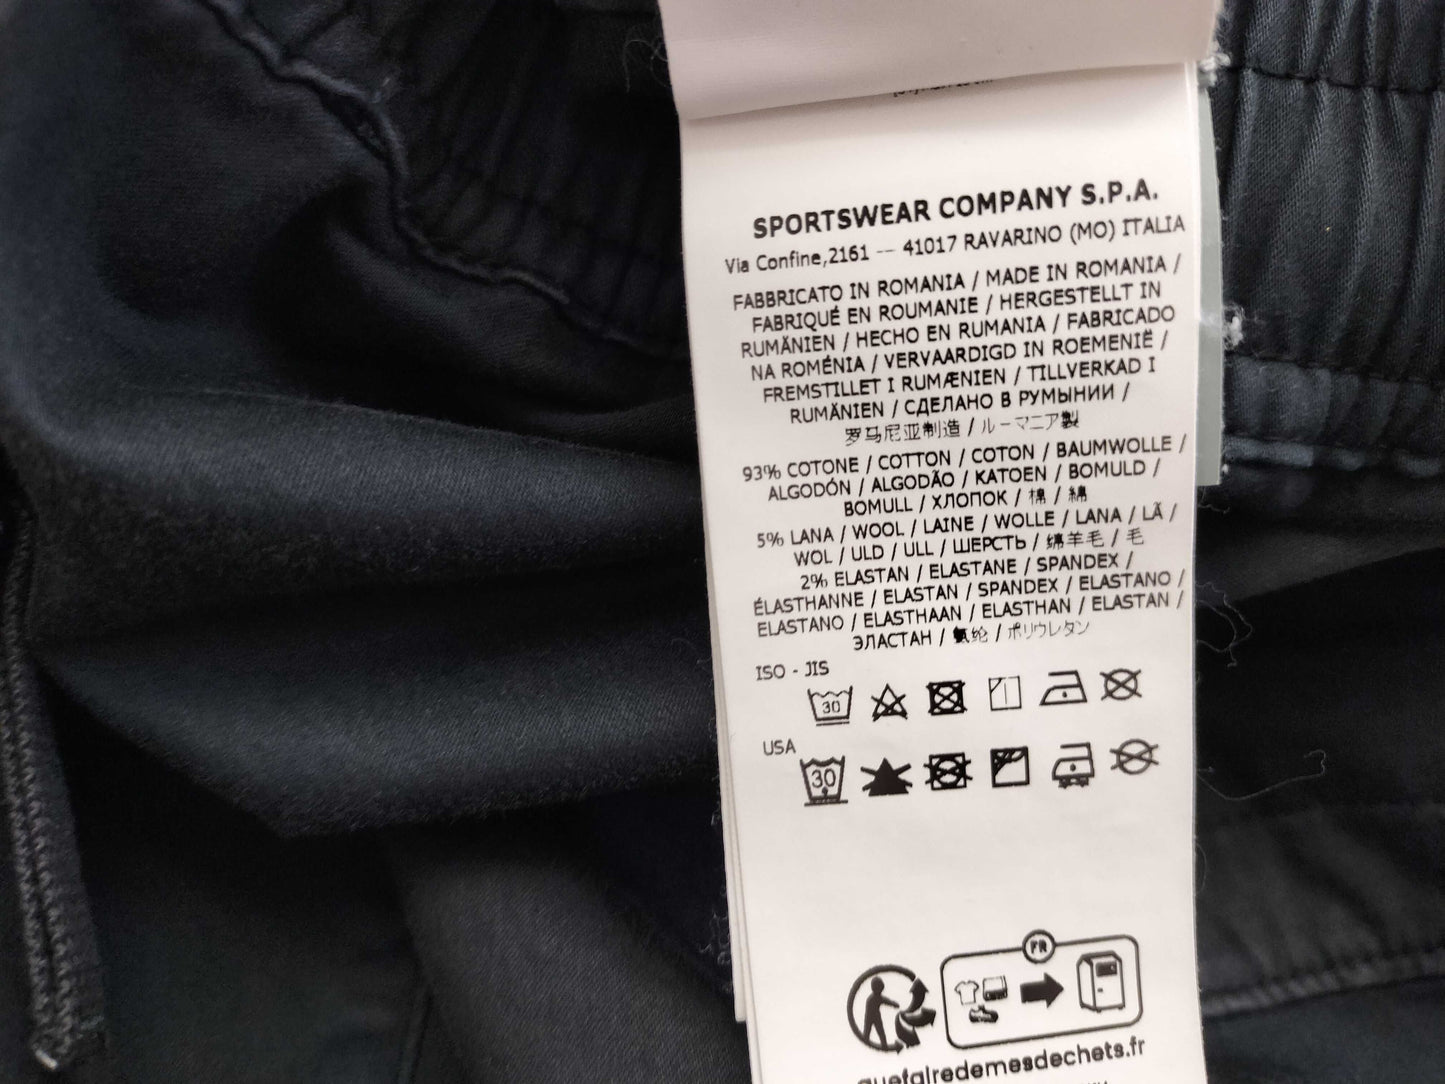 SPORTSWEAR COMPANY S.P.A.
Via Confine,2161 -- 41017 RAVARINO (MO) ITALIA
FABBRICATO IN ROMANIA / MADE IN ROMANIA /
FABRIQUÉ EN ROUMANIE / HERGESTELLT IN
RUMÄNIEN / HECHO EN RUMANIA / FABRICADO
NA ROMÉNIA / VERVAARDIGD IN ROEMENIË /
FREMSTILLET I RUMÆNIEN / TILLVERKAD I
RUMÄNIEN / СДЕЛАНО В РУМЫНИИ /
罗马尼亚制造 / ルーマニア製
93% COTONE / COTTON / COTON / BAUMWOLLE /
ALGODÓN / ALGODÃO / KATOEN / BOMULD /
BOMULL / ХЛОПОК / 棉 / 綿
5% LANA / WOOL / LAINE / WOLLE / LANA / LÃ /
WOL / ULD / ULL / ШЕРСТЬ / 绵羊毛 / 毛
2% ELASTAN / ELASTANE / SPANDEX /
ÉLASTHANNE / ELASTAN / SPANDEX / ELASTANO /
ELASTANO / ELASTHAAN / ELASTHAN / ELASTAN /
ЭЛАСТАН / 氨纶 / ポリウレタン
ISO - JIS
30
USA
30
FR
quefairedemesdechets.fr